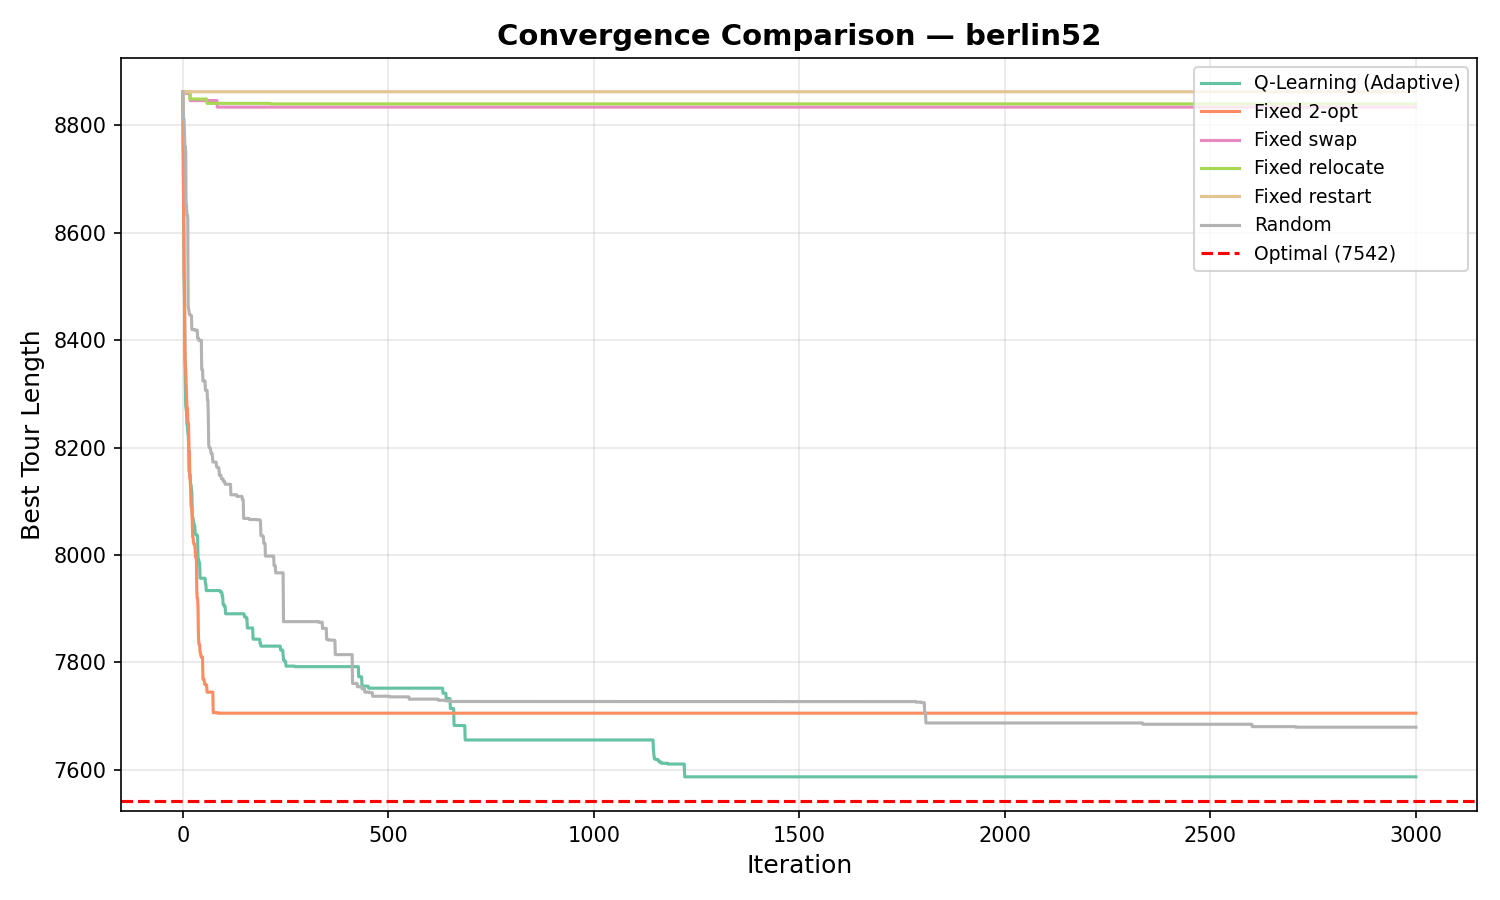 Convergence Comparison — berlin52
Q-Learning (Adaptive)
Fixed 2-opt
Fixed swap
Fixed relocate
Fixed restart
Random
Optimal (7542)
Best Tour Length
8800
8600
8400
8200
8000
7800
7600
0
500
1000
1500
2000
2500
3000
Iteration